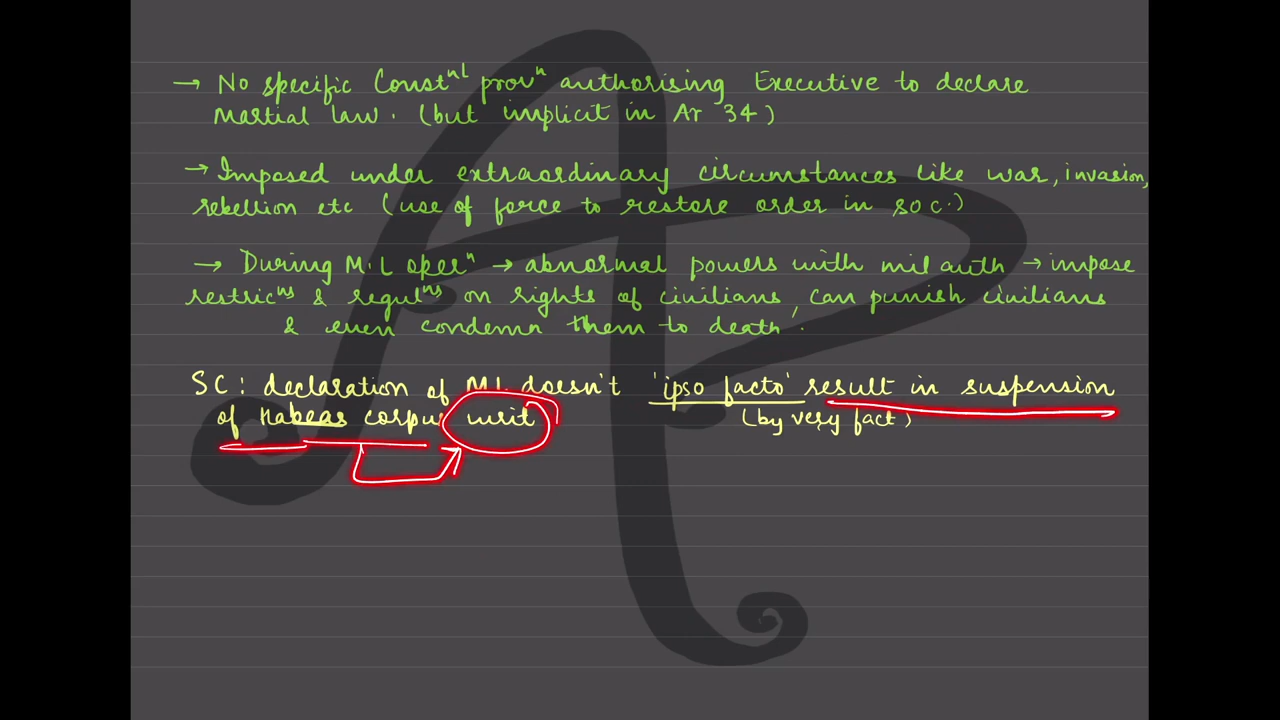 → No specific Constⁿˡ provⁿ authorising Executive to declare
Martial law. (but implicit in Ar 34)
→ Imposed under extraordinary circumstances like war, invasion,
rebellion etc (use of force to restore order in soc.)
→ During M.L operⁿ → abnormal powers with mil auth → impose
restricⁿˢ & regulⁿˢ on rights of civilians, can punish civilians
& even condemn them to death.
SC: declaration of ML doesn't 'ipso facto' result in suspension
of Habeas corpus writ (by very fact)